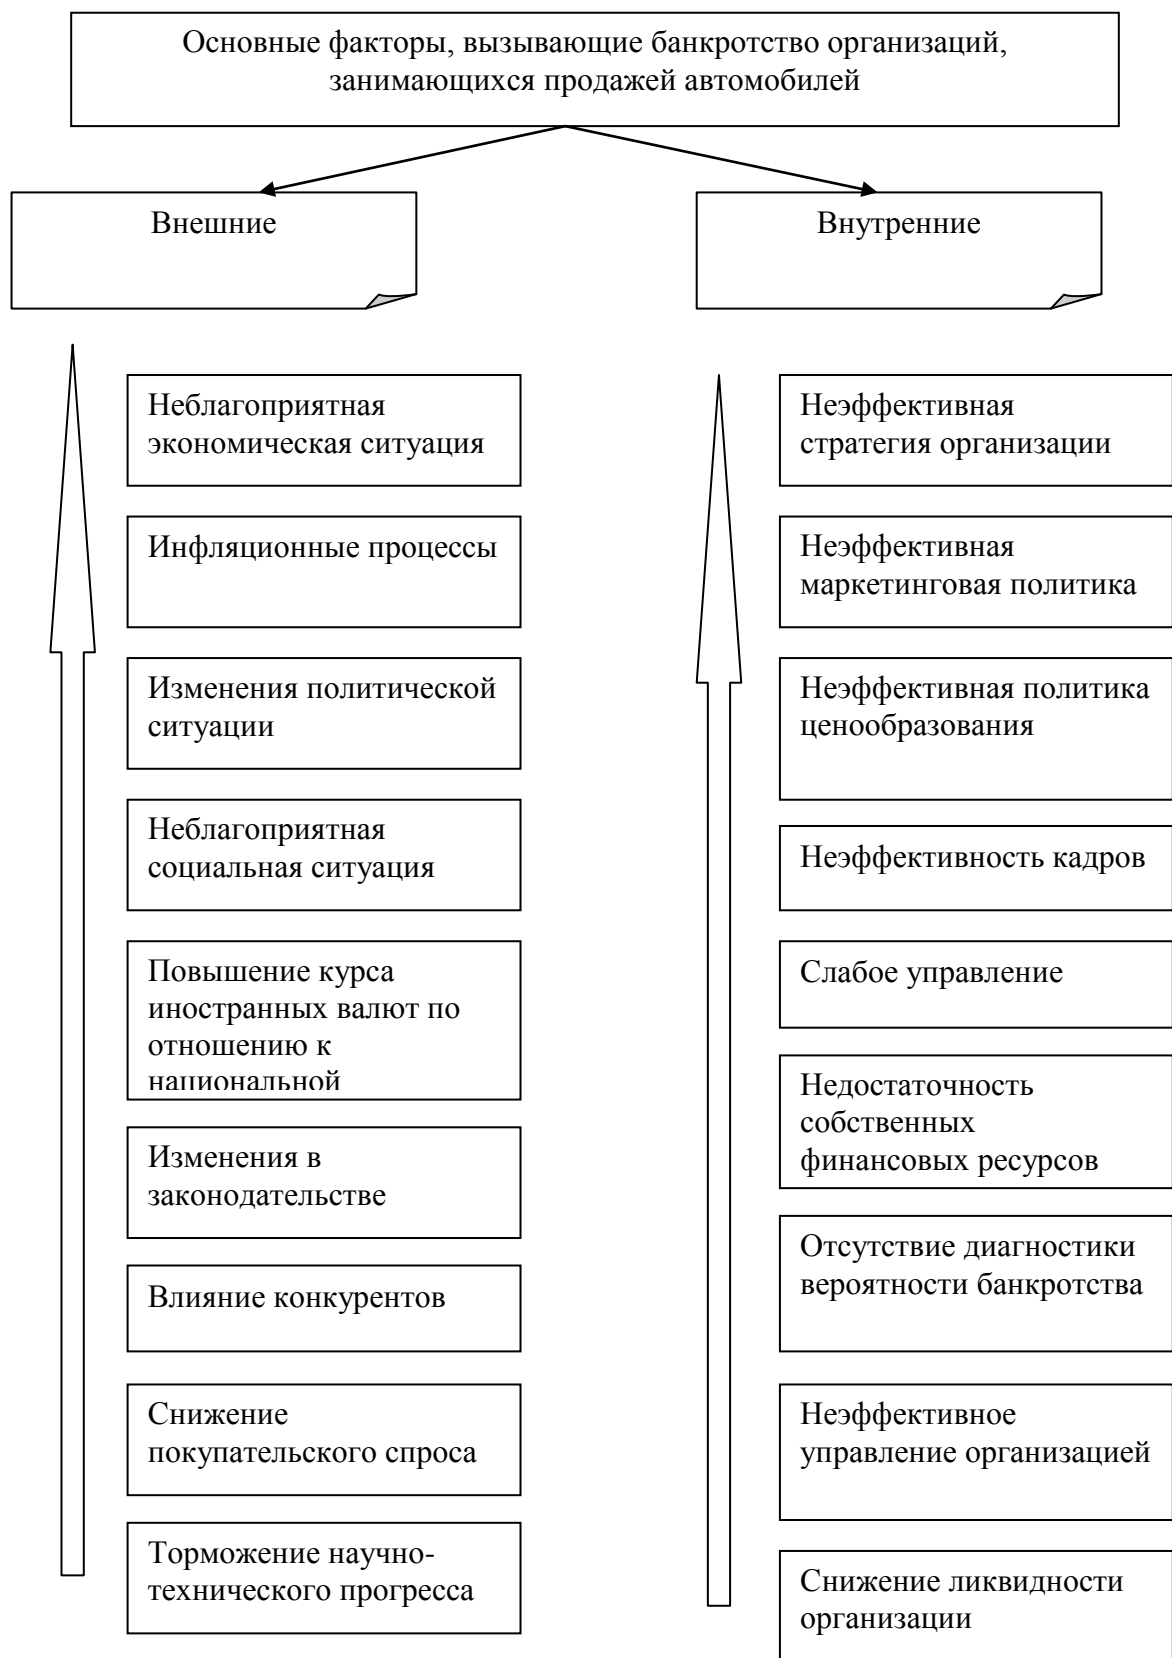 Основные факторы, вызывающие банкротство организаций,
занимающихся продажей автомобилей
Внешние
Внутренние
Неблагоприятная
экономическая ситуация
Инфляционные процессы
Изменения политической
ситуации
Неблагоприятная
социальная ситуация
Повышение курса
иностранных валют по
отношению к
национальной
Изменения в
законодательстве
Влияние конкурентов
Снижение
покупательского спроса
Торможение научно-
технического прогресса
Неэффективная
стратегия организации
Неэффективная
маркетинговая политика
Неэффективная политика
ценообразования
Неэффективность кадров
Слабое управление
Недостаточность
собственных
финансовых ресурсов
Отсутствие диагностики
вероятности банкротства
Неэффективное
управление организацией
Снижение ликвидности
организации